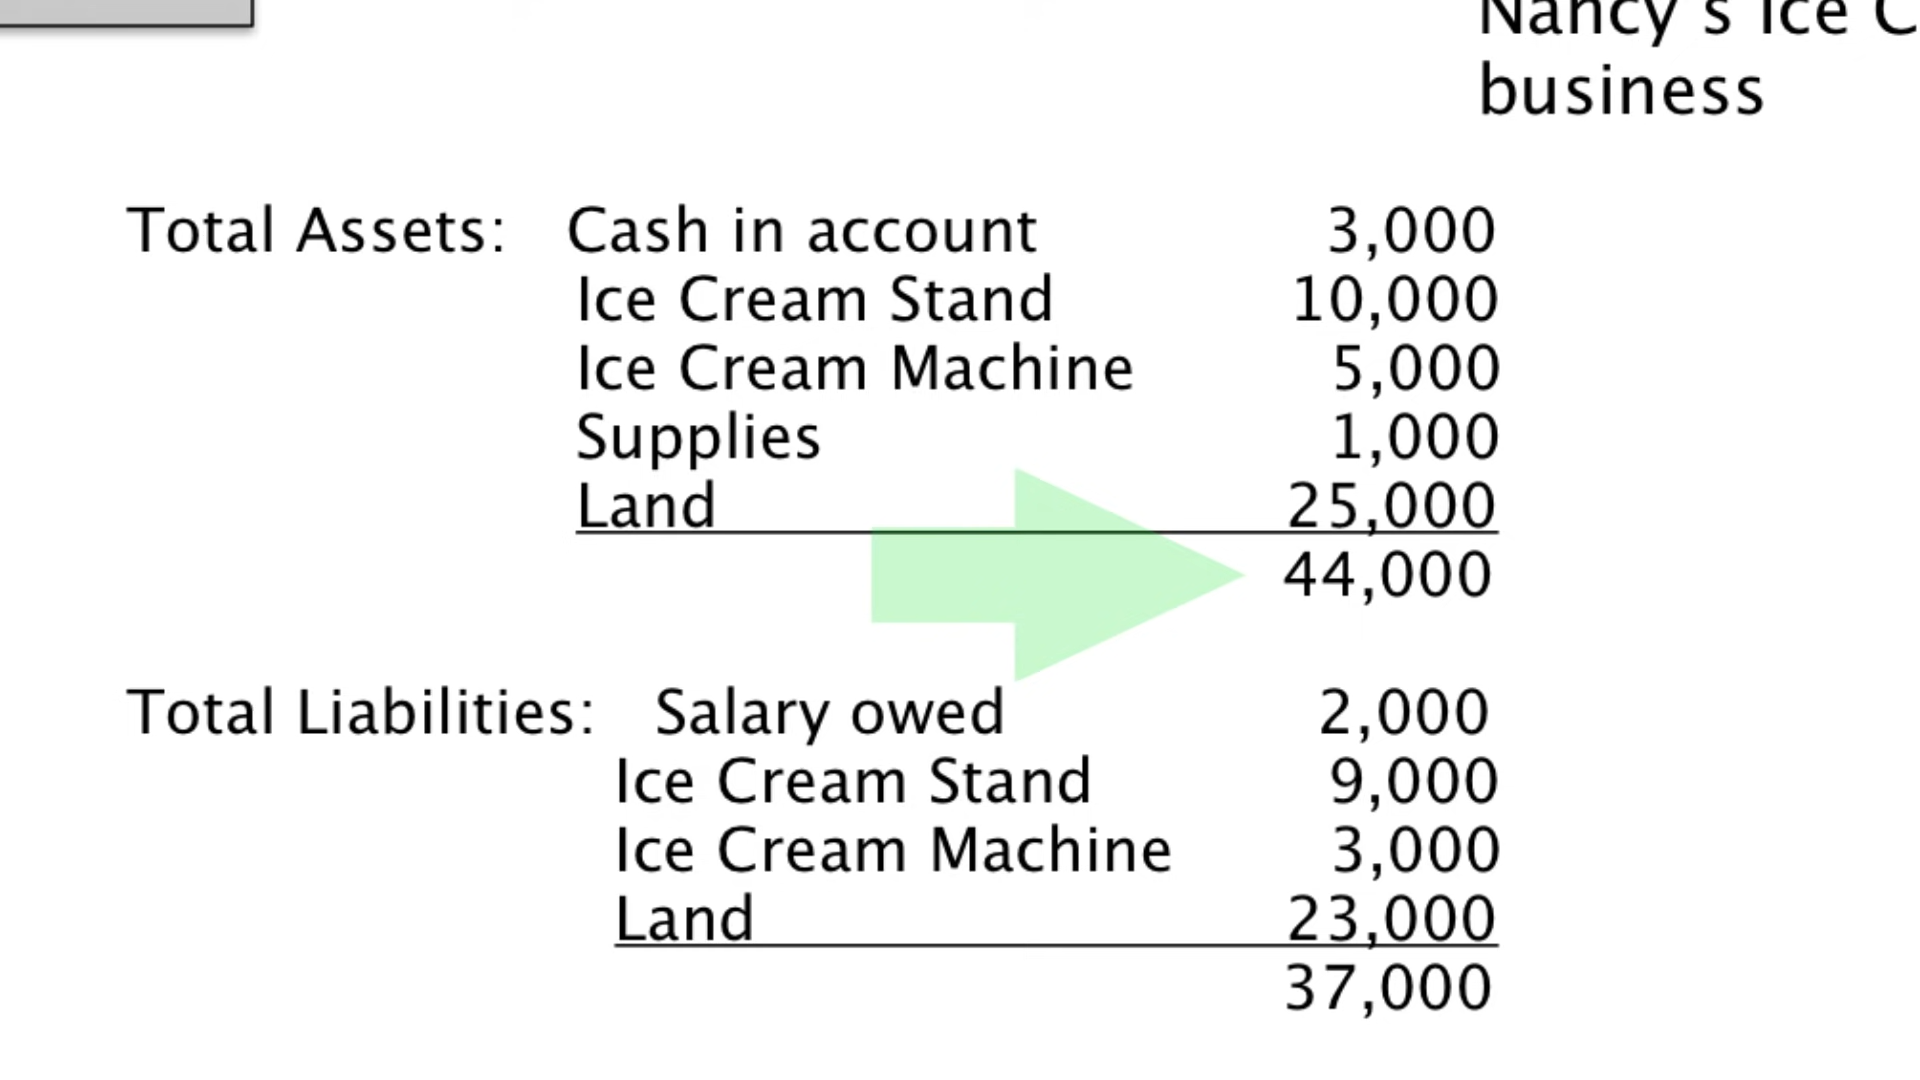 Nancy's Ice C
business
Total Assets: Cash in account 3,000
Ice Cream Stand 10,000
Ice Cream Machine 5,000
Supplies 1,000
Land 25,000
44,000
Total Liabilities: Salary owed 2,000
Ice Cream Stand 9,000
Ice Cream Machine 3,000
Land 23,000
37,000